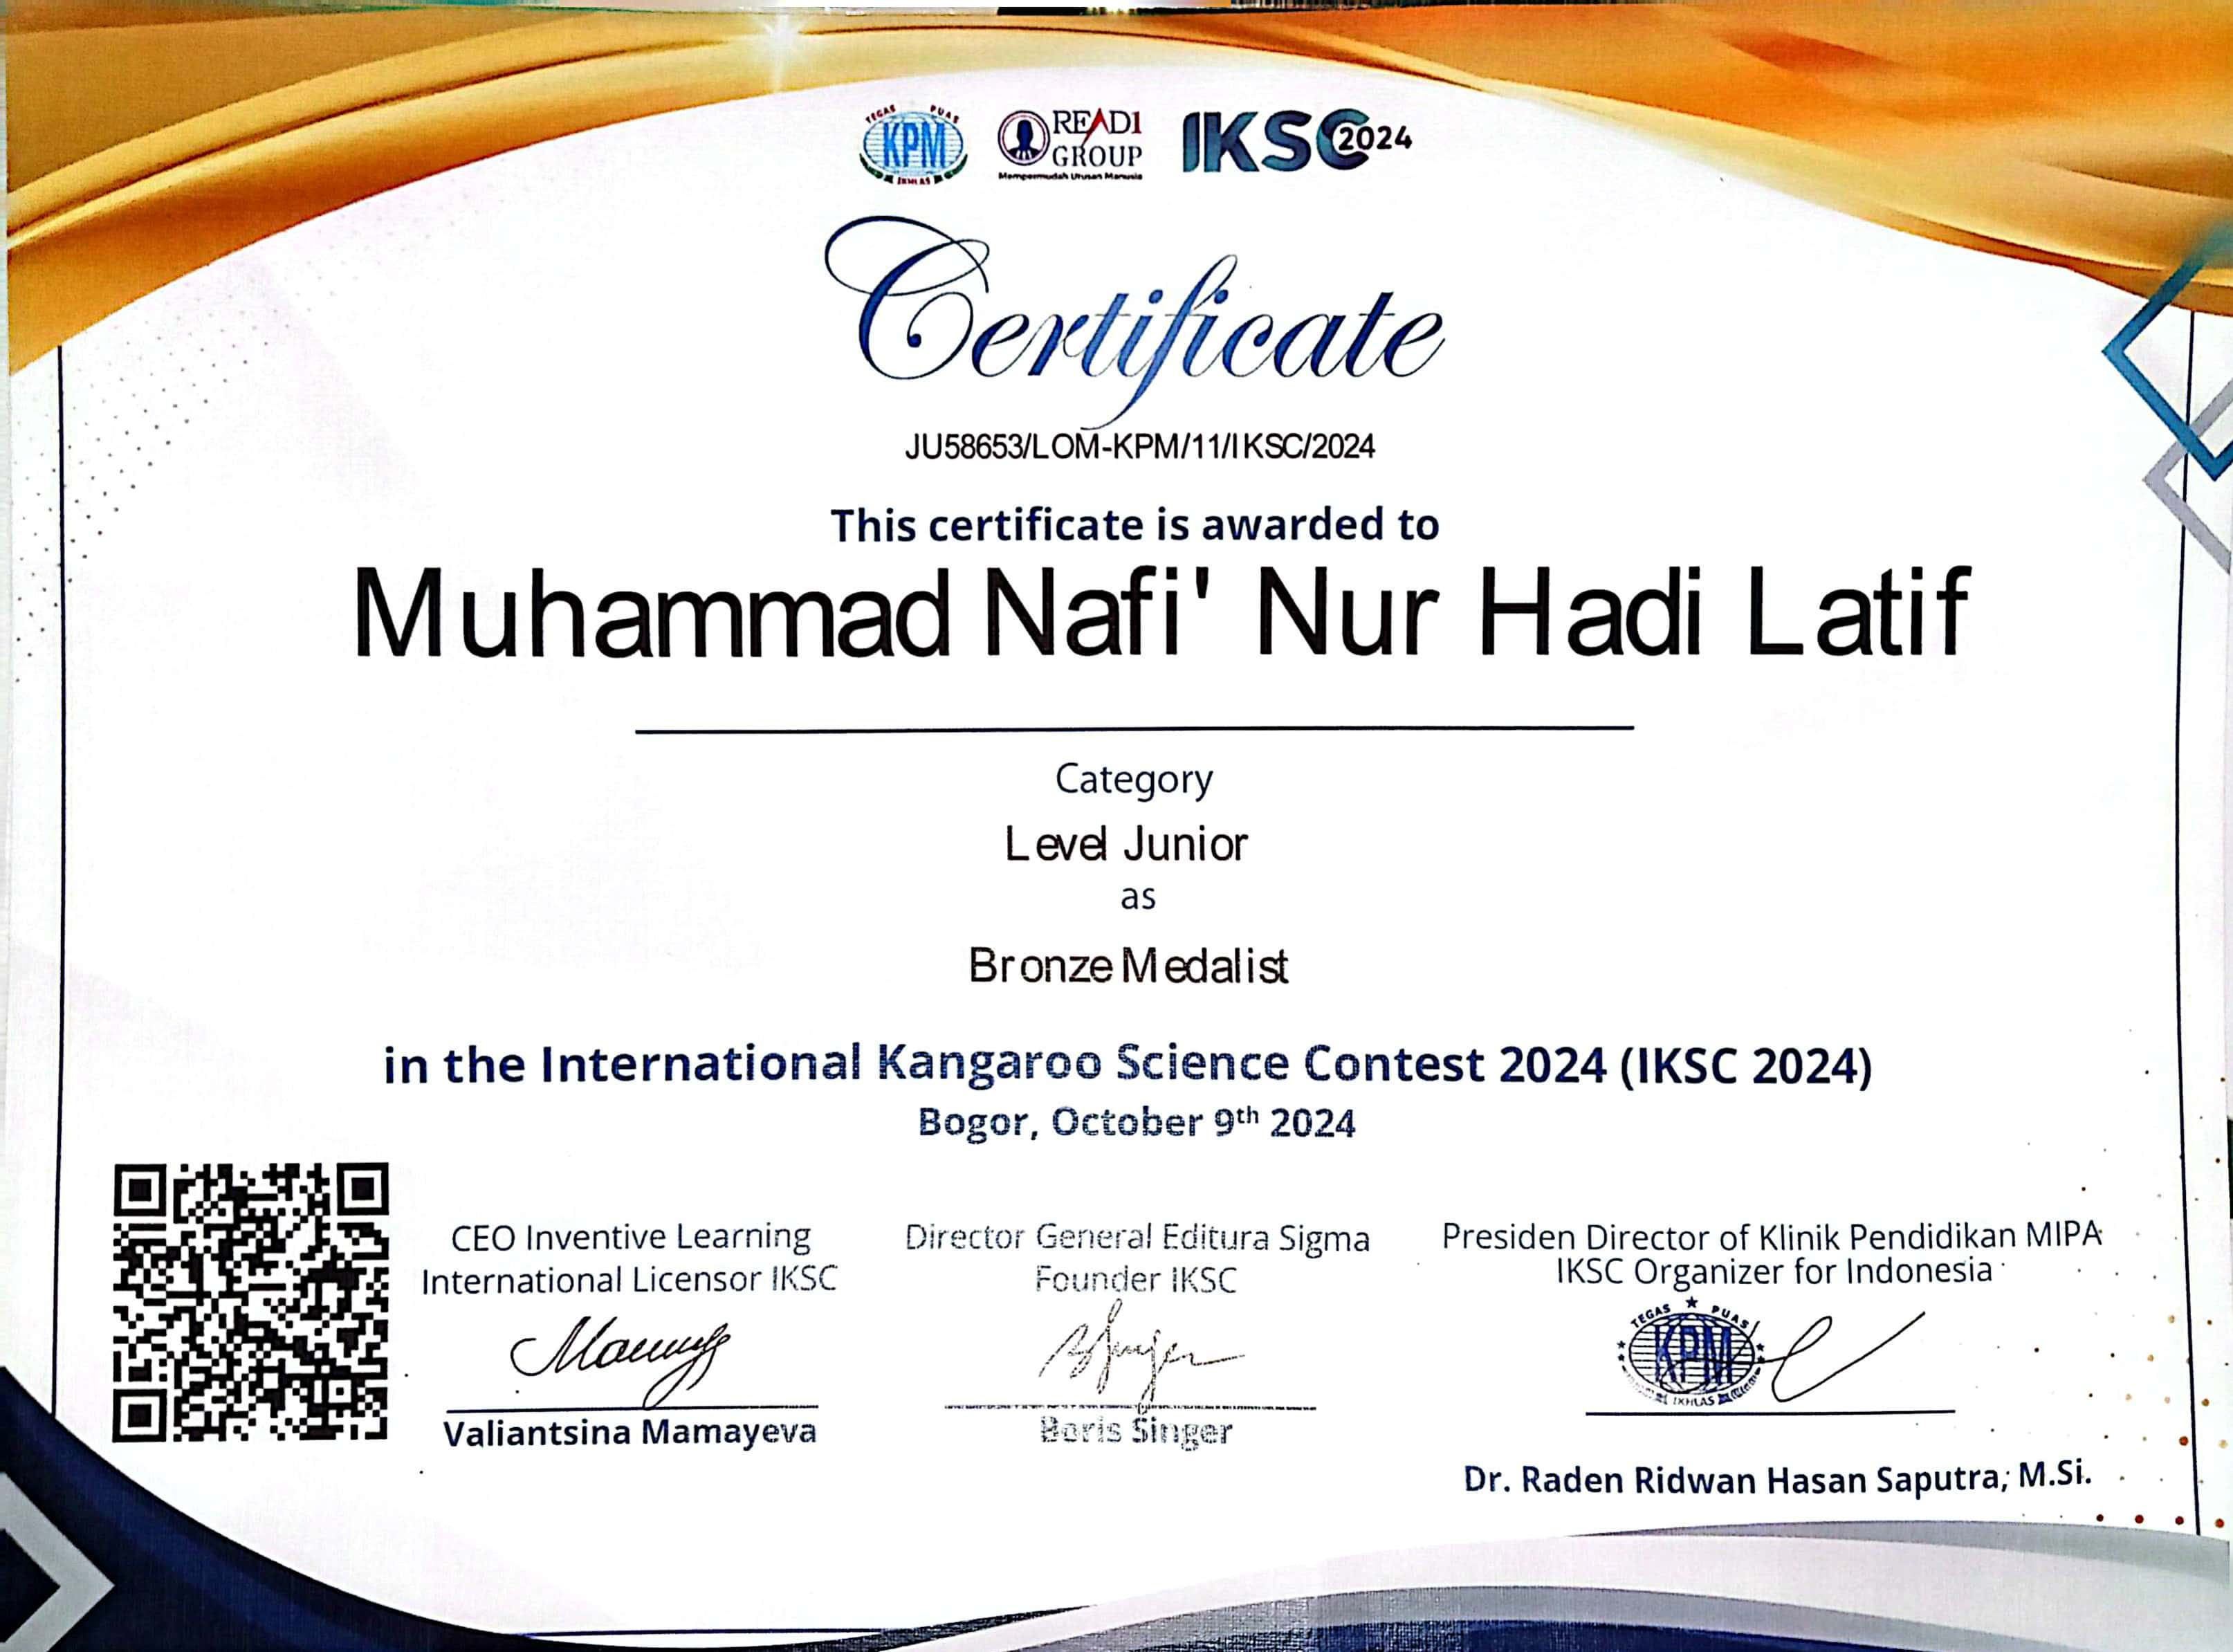 TEGAS PUAS
KPM
IKHLAS
READ1
GROUP
Mempermudah Urusan Manusia
IKSC 2024
Certificate
JU58653/LOM-KPM/11/IKSC/2024
This certificate is awarded to
Muhammad Nafi' Nur Hadi Latif
Category
Level Junior
as
Bronze Medalist
in the International Kangaroo Science Contest 2024 (IKSC 2024)
Bogor, October 9th 2024
CEO Inventive Learning
International Licensor IKSC
Valiantsina Mamayeva
Director General Editura Sigma
Founder IKSC
Boris Singer
Presiden Director of Klinik Pendidikan MIPA
IKSC Organizer for Indonesia
TEGAS PUAS
KPM
IKHLAS
Dr. Raden Ridwan Hasan Saputra, M.Si.